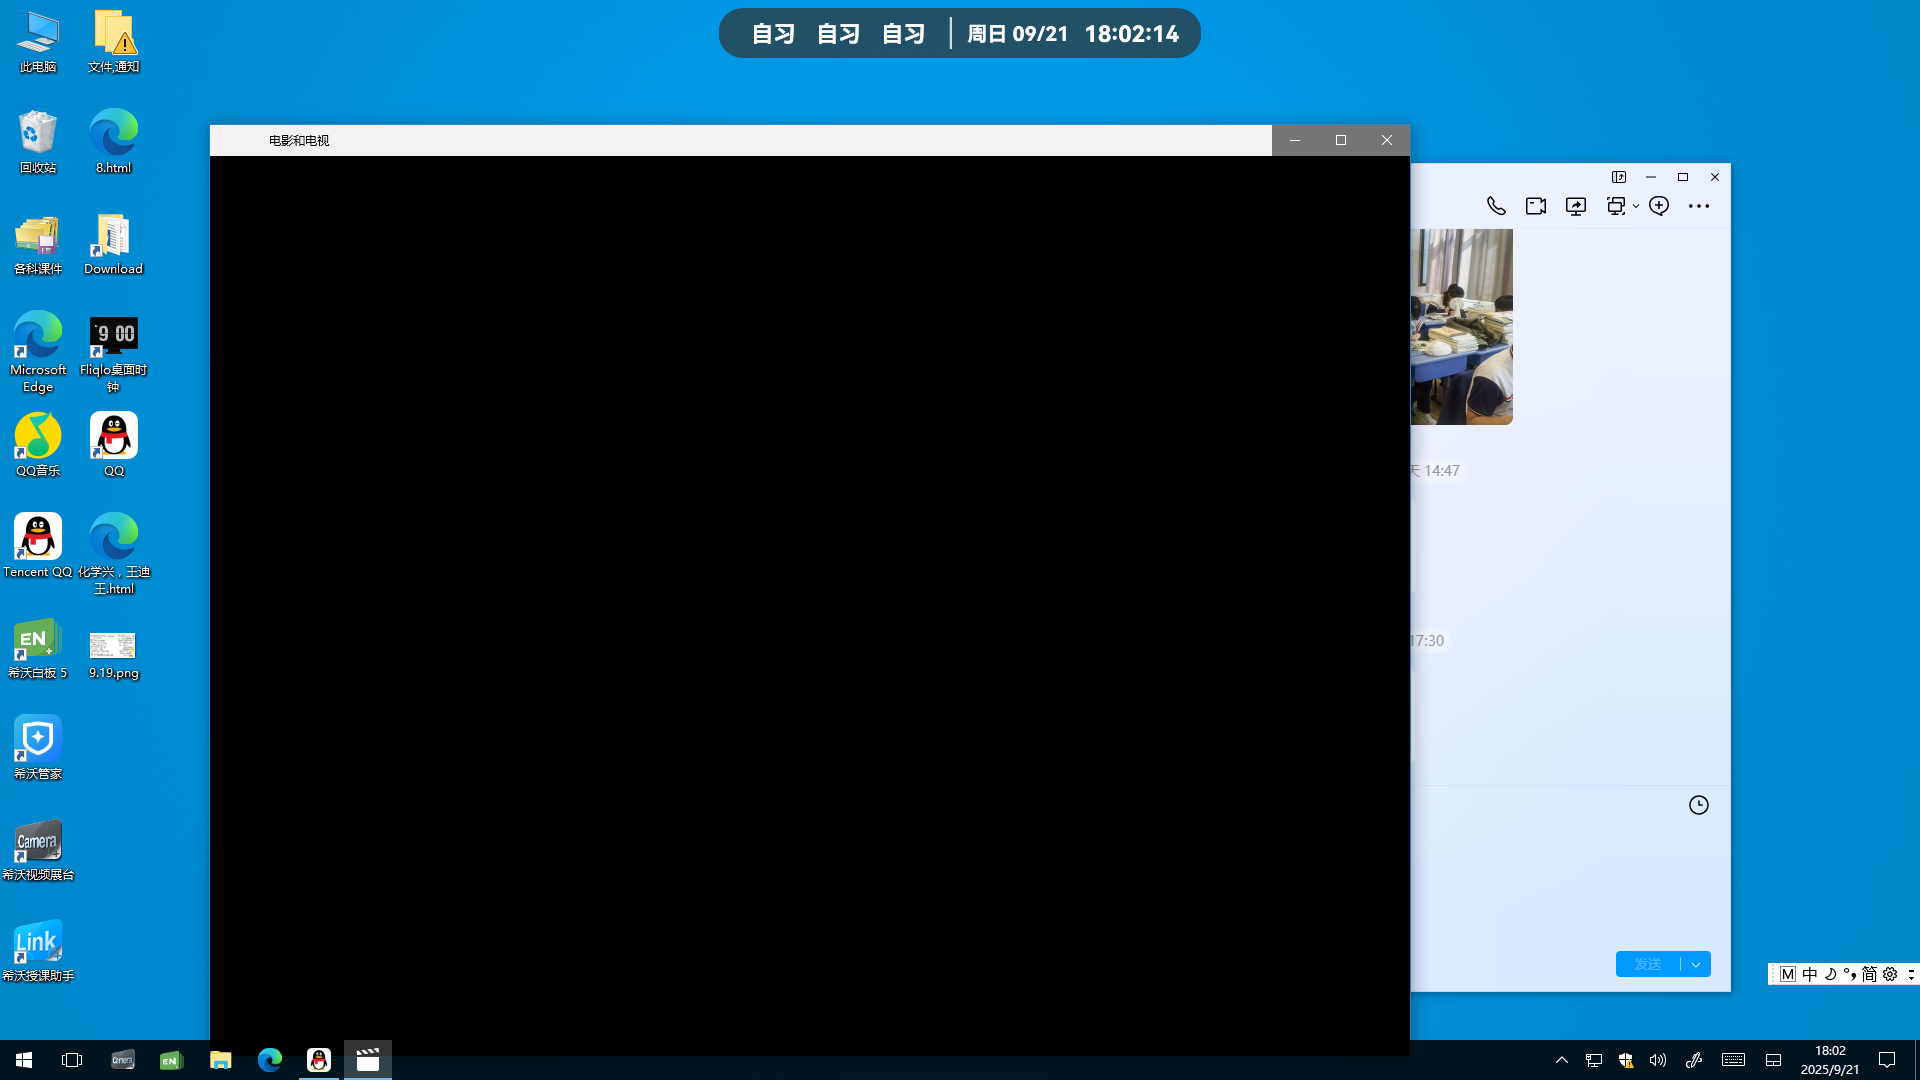 自习 自习 自习 周日 09/21 18:02:14
此电脑
文件,通知
回收站
8.html
各科课件
Download
Microsoft Edge
Fliqlo桌面时钟
9 00
QQ音乐
QQ
Tencent QQ
化学兴，王迪王.html
EN
希沃白板 5
9.19.png
希沃管家
Camera
希沃视频展台
Link
希沃授课助手
电影和电视
天 14:47
17:30
发送
M 中 简
Camera
EN
18:02
2025/9/21